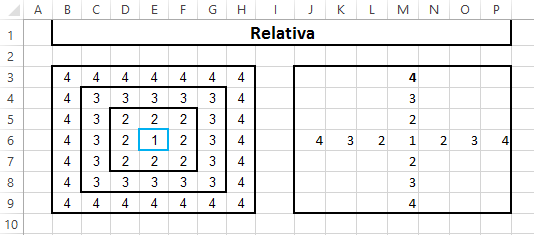 A B C D E F G H I J K L M N O P
1 Relativa
2
3 4 4 4 4 4 4 4 4
4 4 3 3 3 3 3 4 3
5 4 3 2 2 2 3 4 2
6 4 3 2 1 2 3 4 4 3 2 1 2 3 4
7 4 3 2 2 2 3 4 2
8 4 3 3 3 3 3 4 3
9 4 4 4 4 4 4 4 4
10